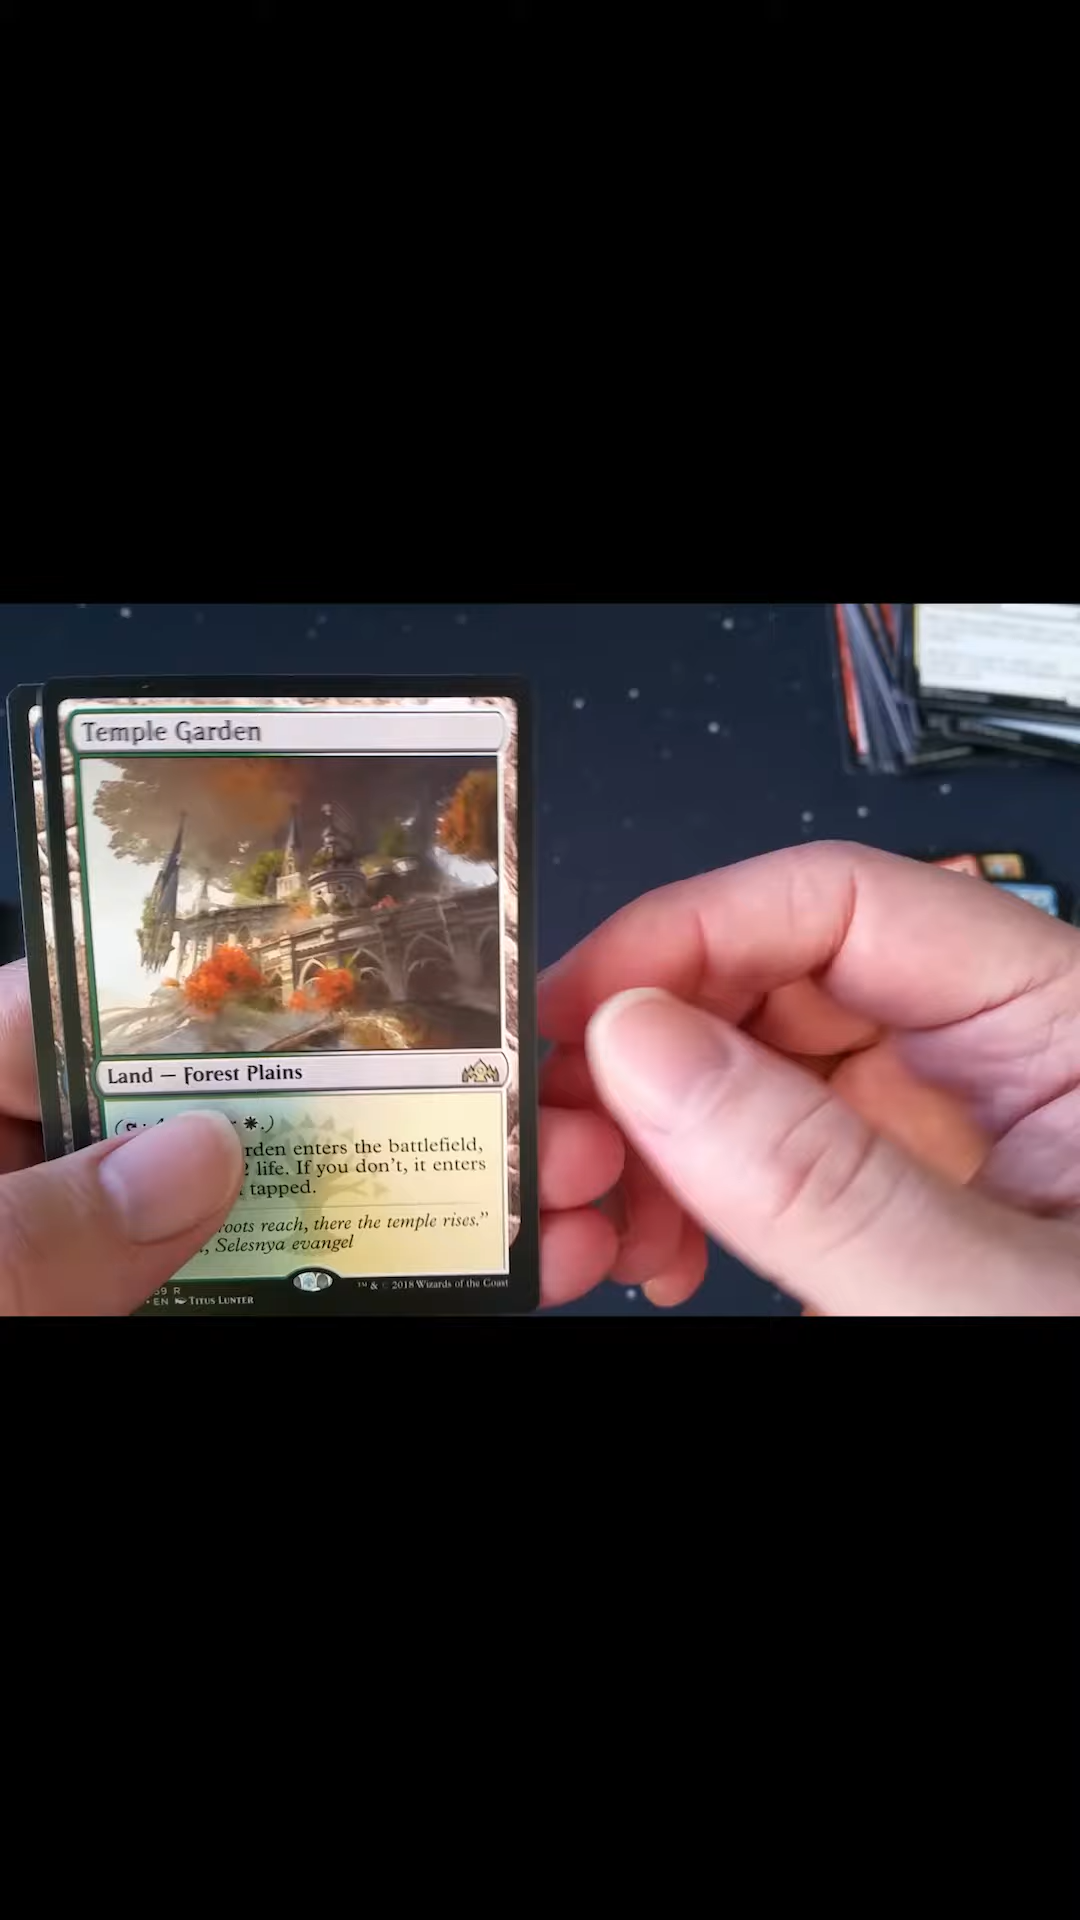 Temple Garden
Land — Forest Plains
rden enters the battlefield,
2 life. If you don't, it enters
tapped.
roots reach, there the temple rises."
Selesnya evangel
59 R
™ & © 2018 Wizards of the Coast
• EN Titus Lunter